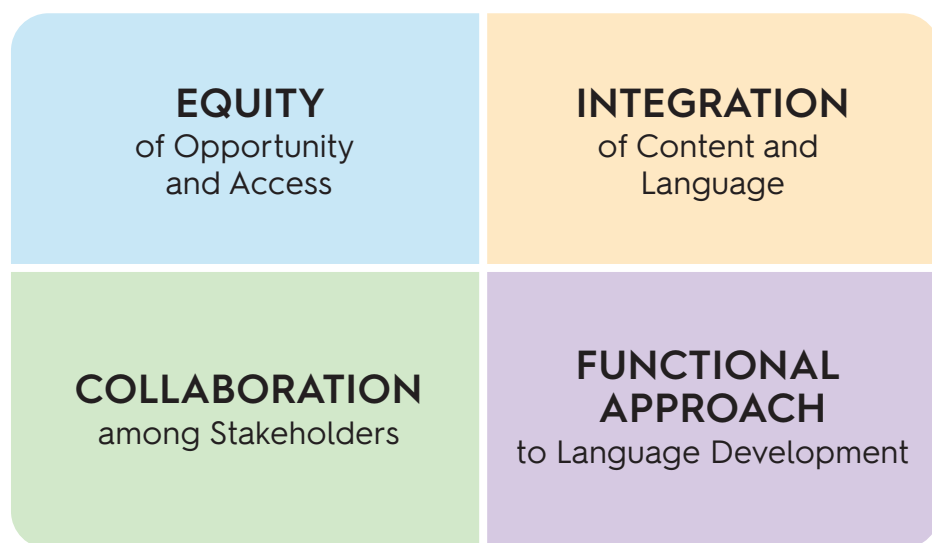 EQUITY
of Opportunity
and Access
INTEGRATION
of Content and
Language
COLLABORATION
among Stakeholders
FUNCTIONAL
APPROACH
to Language Development